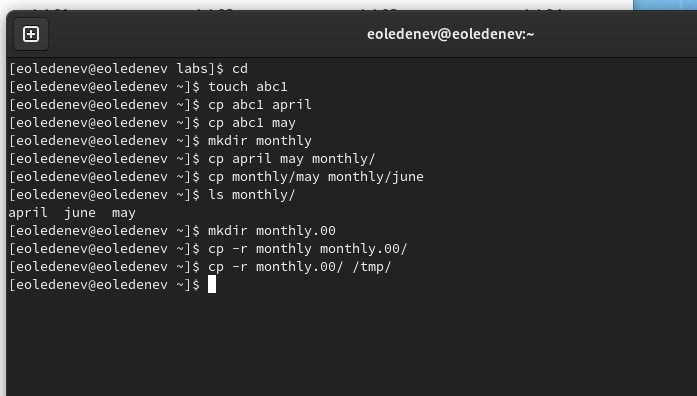 eoledenev@eoledenev:~
[eoledenev@eoledenev labs]$ cd
[eoledenev@eoledenev ~]$ touch abc1
[eoledenev@eoledenev ~]$ cp abc1 april
[eoledenev@eoledenev ~]$ cp abc1 may
[eoledenev@eoledenev ~]$ mkdir monthly
[eoledenev@eoledenev ~]$ cp april may monthly/
[eoledenev@eoledenev ~]$ cp monthly/may monthly/june
[eoledenev@eoledenev ~]$ ls monthly/
april  june  may
[eoledenev@eoledenev ~]$ mkdir monthly.00
[eoledenev@eoledenev ~]$ cp -r monthly monthly.00/
[eoledenev@eoledenev ~]$ cp -r monthly.00/ /tmp/
[eoledenev@eoledenev ~]$